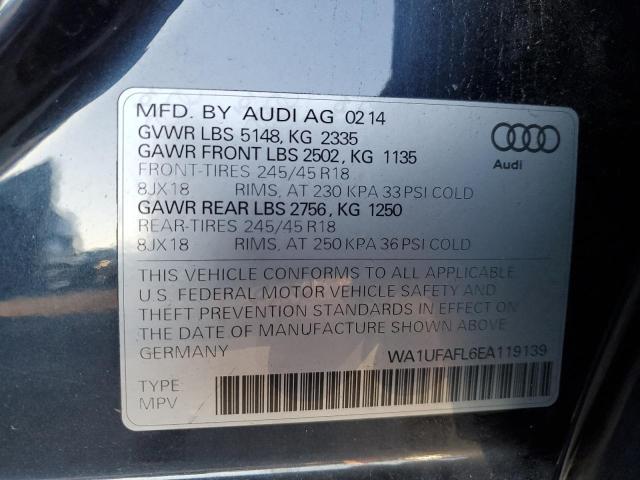 MFD. BY AUDI AG 02 14
GVWR LBS 5148, KG 2335
GAWR FRONT LBS 2502, KG 1135
FRONT-TIRES 245/45 R18
8JX18 RIMS, AT 230 KPA 33 PSI COLD
GAWR REAR LBS 2756, KG 1250
REAR-TIRES 245/45 R18
8JX18 RIMS, AT 250 KPA 36 PSI COLD
Audi
THIS VEHICLE CONFORMS TO ALL APPLICABLE
U.S. FEDERAL MOTOR VEHICLE SAFETY AND
THEFT PREVENTION STANDARDS IN EFFECT ON
THE DATE OF MANUFACTURE SHOWN ABOVE
GERMANY WA1UFAFL6EA119139
TYPE
MPV